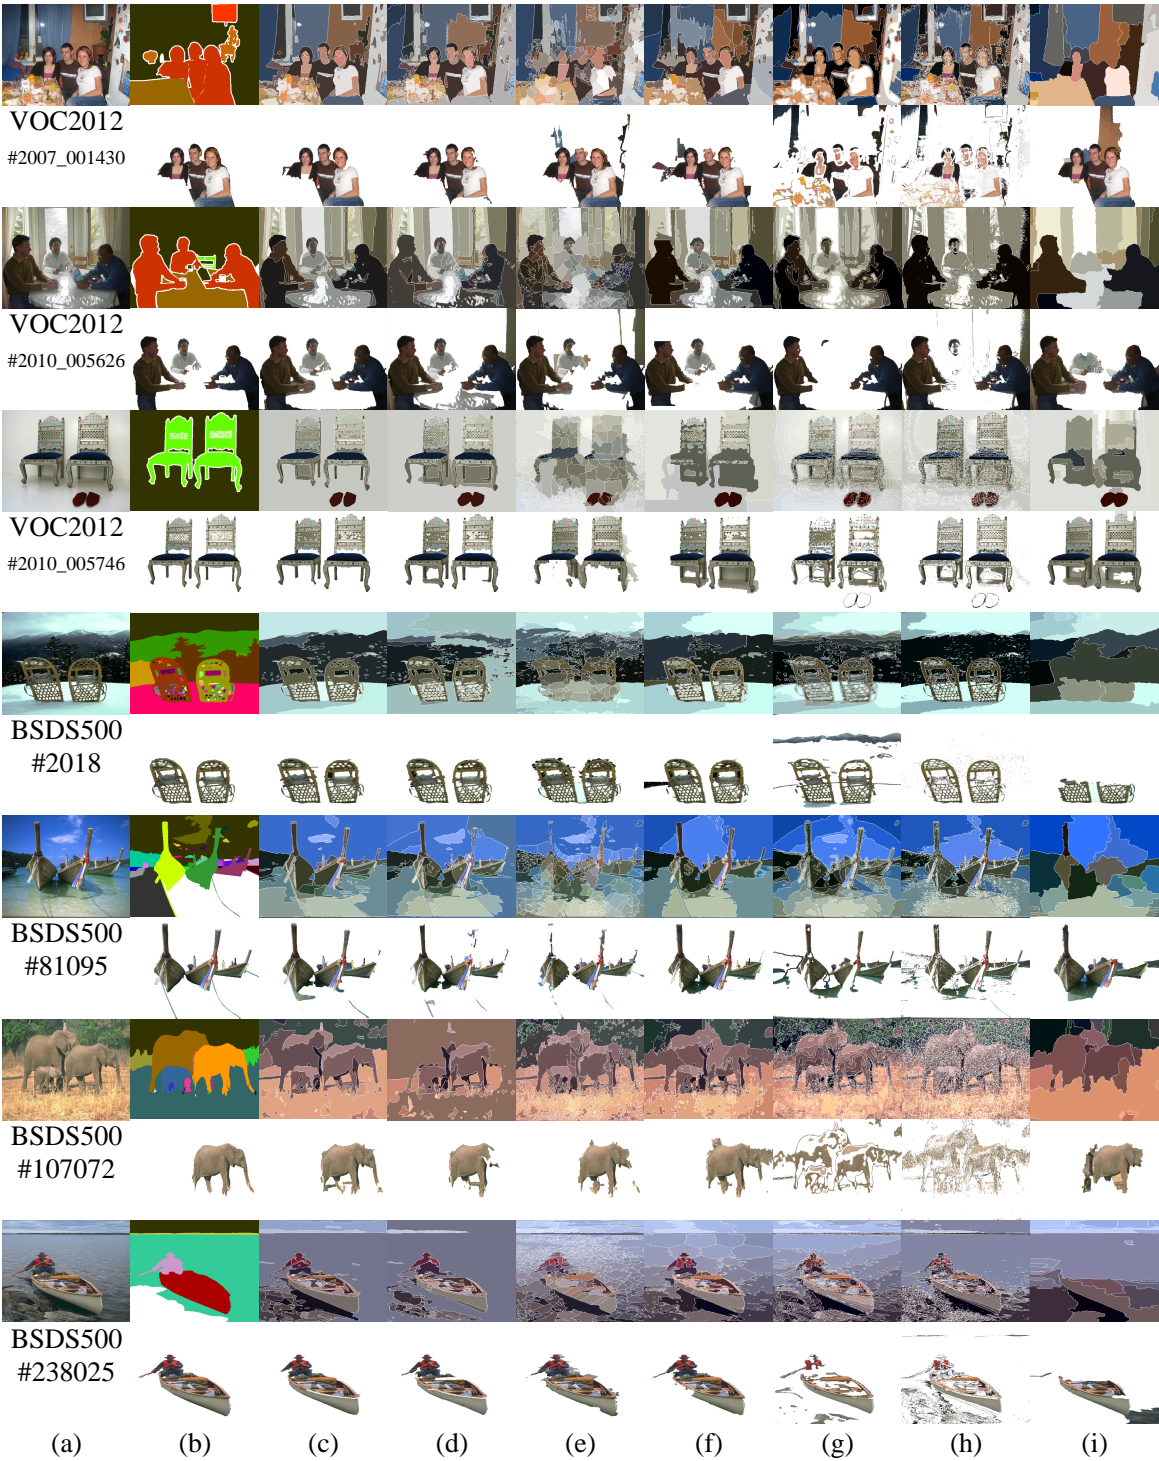 VOC2012
#2007_001430
VOC2012
#2010_005626
VOC2012
#2010_005746
BSDS500
#2018
BSDS500
#81095
BSDS500
#107072
BSDS500
#238025
(a) (b) (c) (d) (e) (f) (g) (h) (i)